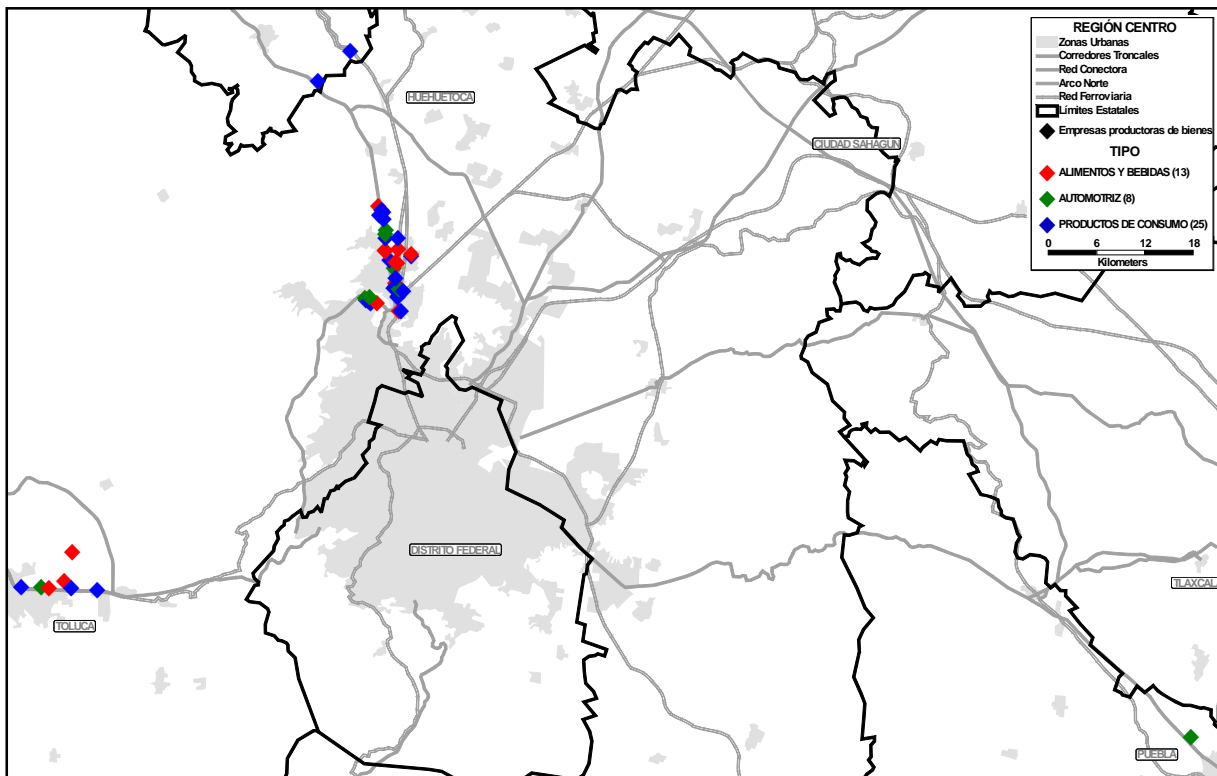 REGIÓN CENTRO
Zonas Urbanas
Corredores Troncales
Red Conectora
Arco Norte
Red Ferroviaria
Límites Estatales
Empresas productoras de bienes
TIPO
ALIMENTOS Y BEBIDAS (13)
AUTOMOTRIZ (8)
PRODUCTOS DE CONSUMO (25)
0 6 12 18
Kilometers
HUEHUETOCA
CIUDAD SAHAGUN
DISTRITO FEDERAL
TLAXCAL
TOLUCA
PUEBLA